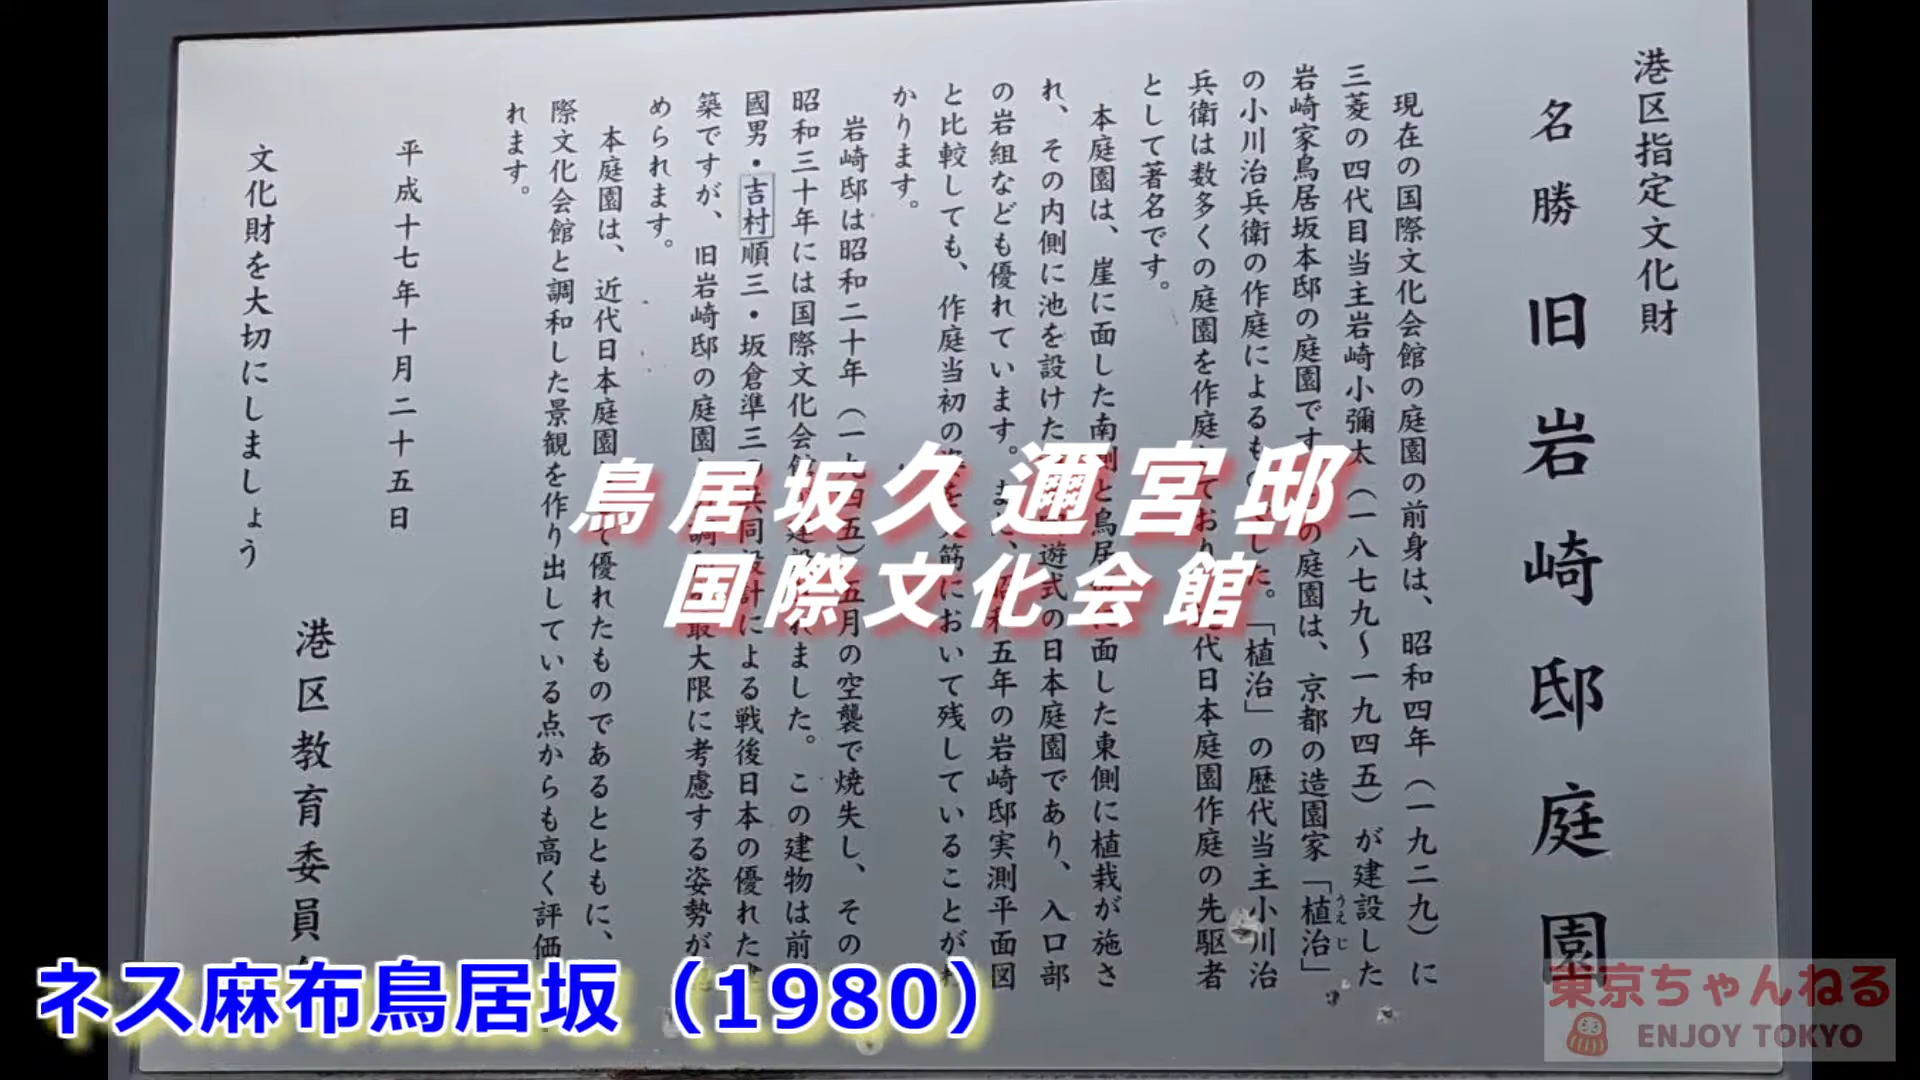 港区指定文化財
名勝 旧岩崎邸庭園
現在の国際文化会館の庭園の前身は、昭和四年（一九二九）に
三菱の四代目当主岩崎小彌太（一八七九～一九四五）が建設した
岩崎家鳥居坂本邸の庭園です の庭園は、京都の造園家「植治」
うえじ
の小川治兵衛の作庭によるも した。「植治」の歴代当主小川治
兵衛は数多くの庭園を作庭 ており 代日本庭園作庭の先駆者
として著名です。
本庭園は、崖に面した南側と鳥居 に面した東側に植栽が施さ
れ、その内側に池を設けた 遊式の日本庭園であり、入口部
の岩組なども優れています。また、昭和五年の岩崎邸実測平面図
と比較しても、作庭当初の 筋において残していることが
かります。
岩崎邸は昭和二十年（一九四五）五月の空襲で焼失し、その
昭和三十年には国際文化会館 建設 れました。この建物は前
國男・吉村順三・坂倉準三の共同設計による戦後日本の優れた
築ですが、旧岩崎邸の庭園 調 最大限に考慮する姿勢が
められます。
本庭園は、近代日本庭園 て優れたものであるとともに、
際文化会館と調和した景観を作り出している点からも高く評価
れます。
平成十七年十月二十五日
港区教育委員
文化財を大切にしましょう
鳥居坂久邇宮邸
国際文化会館
ネス麻布鳥居坂（1980）
東京ちゃんねる
ENJOY TOKYO